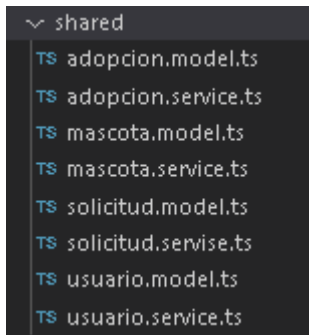 shared
TS adopcion.model.ts
TS adopcion.service.ts
TS mascota.model.ts
TS mascota.service.ts
TS solicitud.model.ts
TS solicitud.servise.ts
TS usuario.model.ts
TS usuario.service.ts